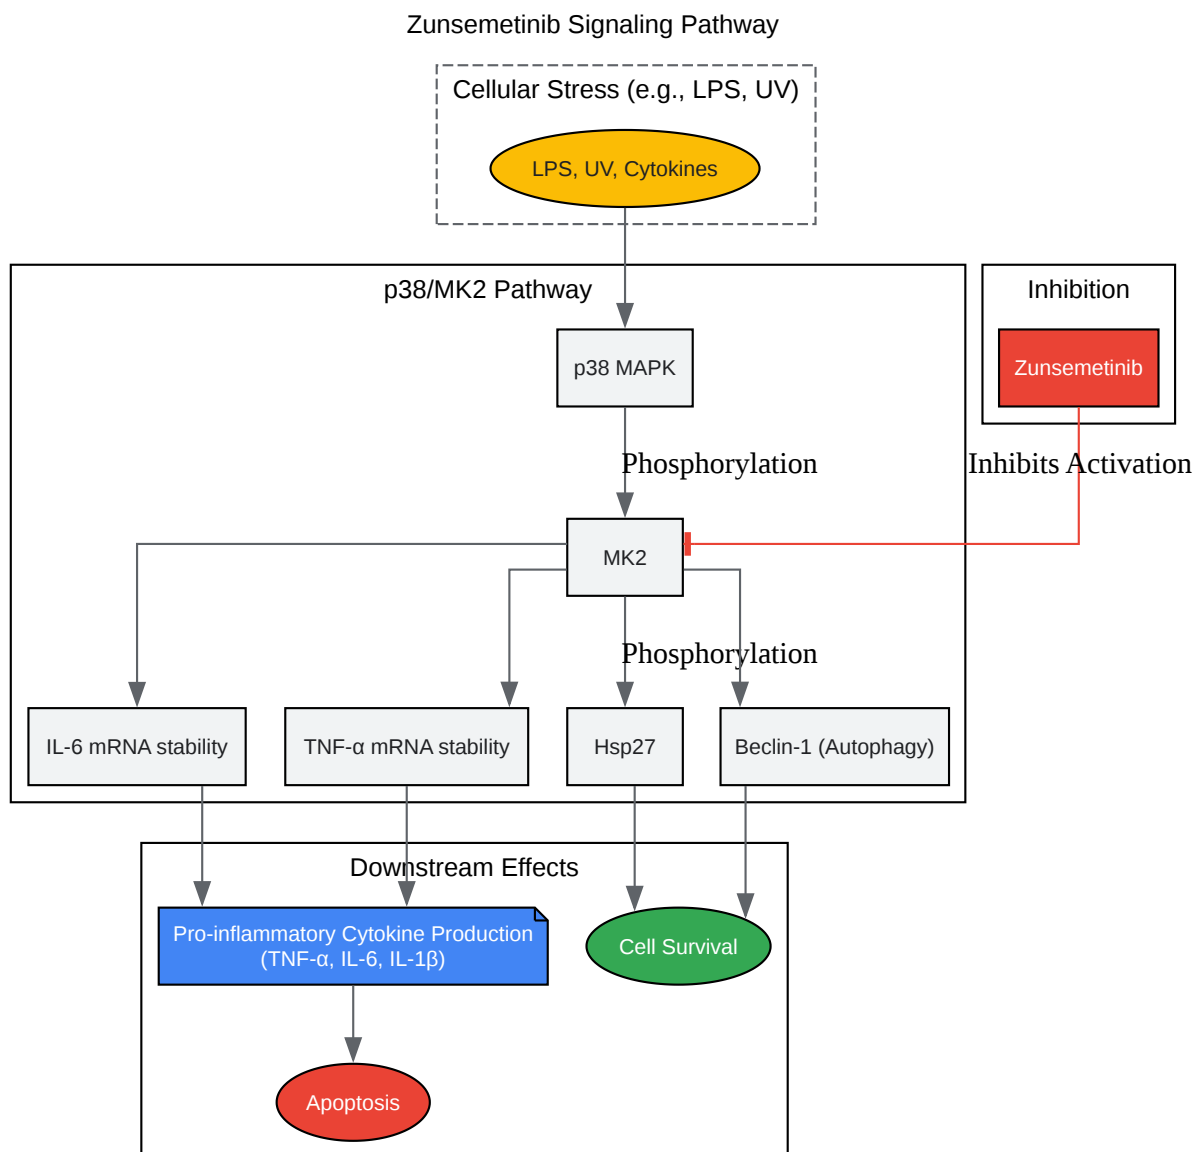 Zunsemetinib Signaling Pathway
Cellular Stress (e.g., LPS, UV)
LPS, UV, Cytokines
p38/MK2 Pathway
Inhibition
p38 MAPK
Zunsemetinib
Phosphorylation
Inhibits Activation
MK2
Phosphorylation
IL-6 mRNA stability
TNF-α mRNA stability
Hsp27
Beclin-1 (Autophagy)
Downstream Effects
Pro-inflammatory Cytokine Production
(TNF-α, IL-6, IL-1β)
Cell Survival
Apoptosis